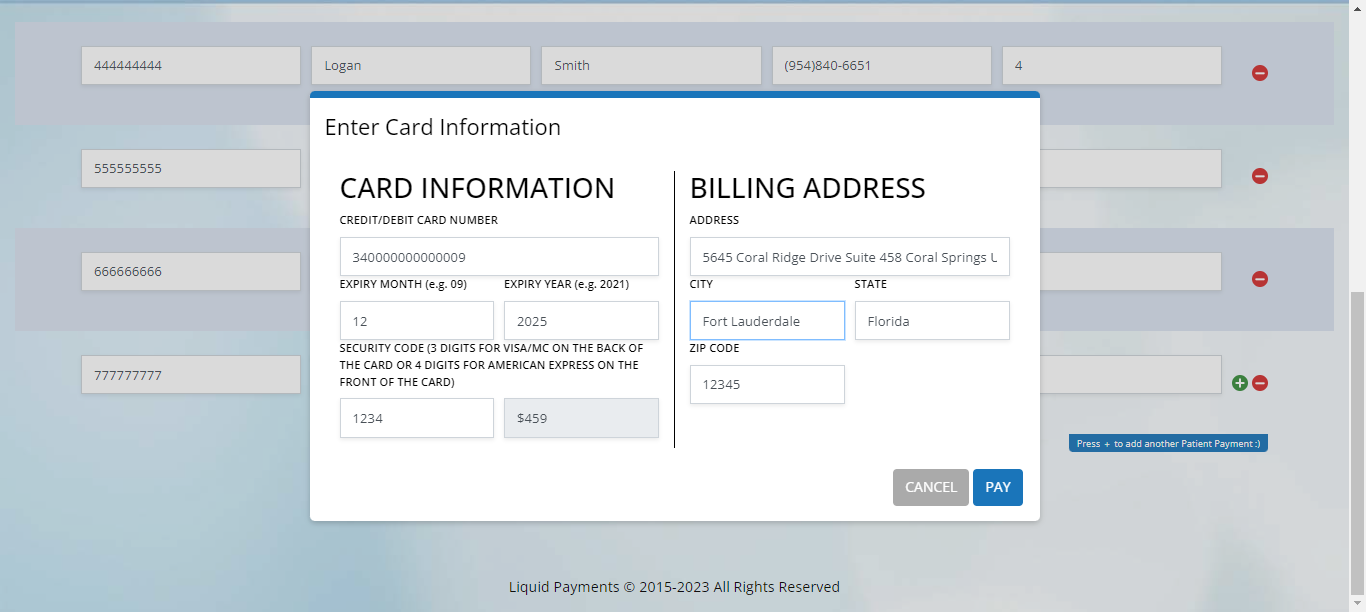 444444444 Logan Smith (954)840-6651 4
Enter Card Information
555555555
666666666
777777777
CARD INFORMATION
CREDIT/DEBIT CARD NUMBER
340000000000009
EXPIRY MONTH (e.g. 09) EXPIRY YEAR (e.g. 2021)
12 2025
SECURITY CODE (3 DIGITS FOR VISA/MC ON THE BACK OF
THE CARD OR 4 DIGITS FOR AMERICAN EXPRESS ON THE
FRONT OF THE CARD)
1234 $459
BILLING ADDRESS
ADDRESS
5645 Coral Ridge Drive Suite 458 Coral Springs U
CITY STATE
Fort Lauderdale Florida
ZIP CODE
12345
CANCEL PAY
Press + to add another Patient Payment :)
Liquid Payments © 2015-2023 All Rights Reserved